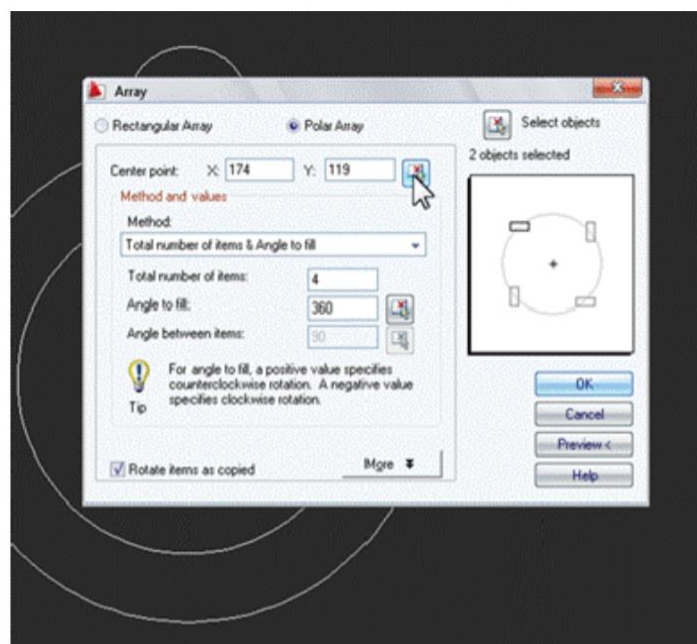 Array
Rectangular Array Polar Array Select objects
2 objects selected
Center point: X: 174 Y: 119
Method and values
Method:
Total number of items & Angle to fill
Total number of items: 4
Angle to fill: 360
Angle between items: 90
For angle to fill, a positive value specifies
counterclockwise rotation. A negative value
specifies clockwise rotation.
Tip
OK
Cancel
Preview <
Help
Rotate items as copied More